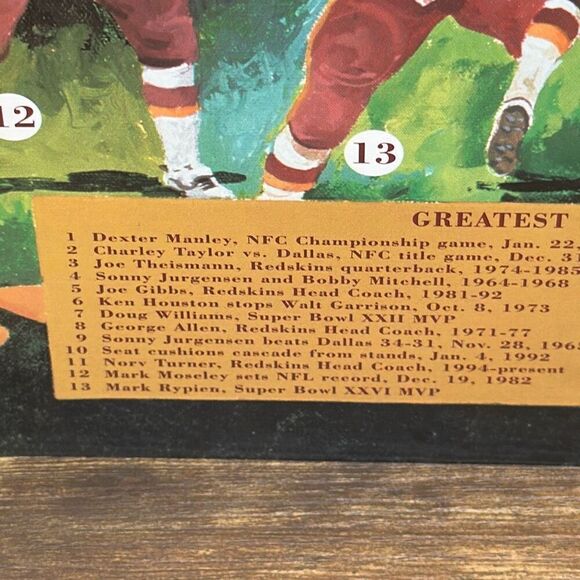 12
13
GREATEST
1 Dexter Manley, NFC Championship game, Jan. 22
2 Charley Taylor vs. Dallas, NFC title game, Dec. 31
3 Joe Theismann, Redskins quarterback, 1974-1985
4 Sonny Jurgensen and Bobby Mitchell, 1964-1968
5 Joe Gibbs, Redskins Head Coach, 1981-92
6 Ken Houston stops Walt Garrison, Oct. 8, 1973
7 Doug Williams, Super Bowl XXII MVP
8 George Allen, Redskins Head Coach, 1971-77
9 Sonny Jurgensen beats Dallas 34-31, Nov. 28, 1965
10 Seat cushions cascade from stands, Jan. 4, 1992
11 Norv Turner, Redskins Head Coach, 1994-present
12 Mark Moseley sets NFL record, Dec. 19, 1982
13 Mark Rypien, Super Bowl XXVI MVP